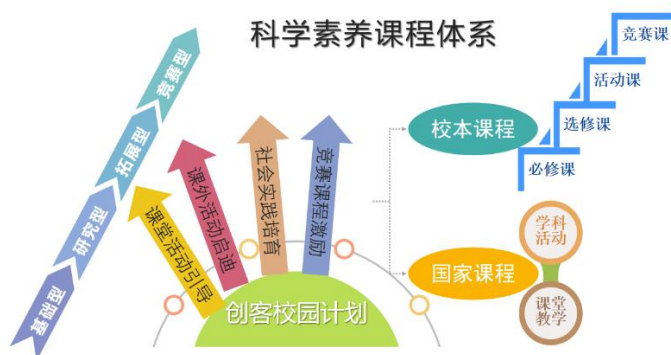 科学素养课程体系
竞赛型
拓展型
研究型
基础型
课堂活动引导
课外活动启迪
社会实践培育
竞赛课程激励
创客校园计划
校本课程
竞赛课
活动课
选修课
必修课
国家课程
学科
活动
课堂
教学